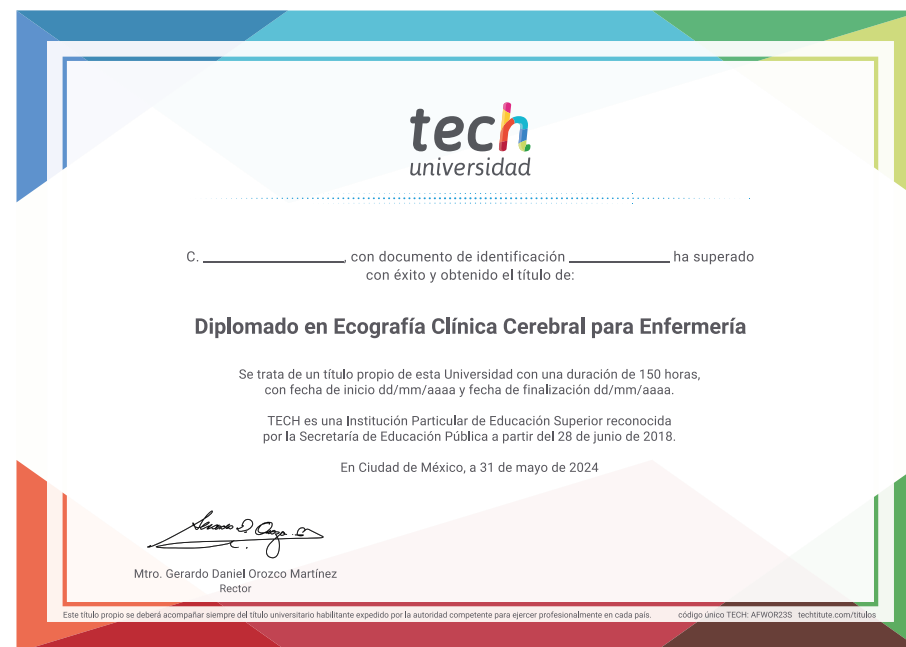 tech
universidad
C. ____________, con documento de identificación ____________ ha superado
con éxito y obtenido el título de:
Diplomado en Ecografía Clínica Cerebral para Enfermería
Se trata de un título propio de esta Universidad con una duración de 150 horas,
con fecha de inicio dd/mm/aaaa y fecha de finalización dd/mm/aaaa.
TECH es una Institución Particular de Educación Superior reconocida
por la Secretaría de Educación Pública a partir del 28 de junio de 2018.
En Ciudad de México, a 31 de mayo de 2024
Mtro. Gerardo Daniel Orozco Martínez
Rector
Este título propio se deberá acompañar siempre del título universitario habilitante expedido por la autoridad competente para ejercer profesionalmente en cada país. código único TECH: AFWOR23S techtitute.com/titulos